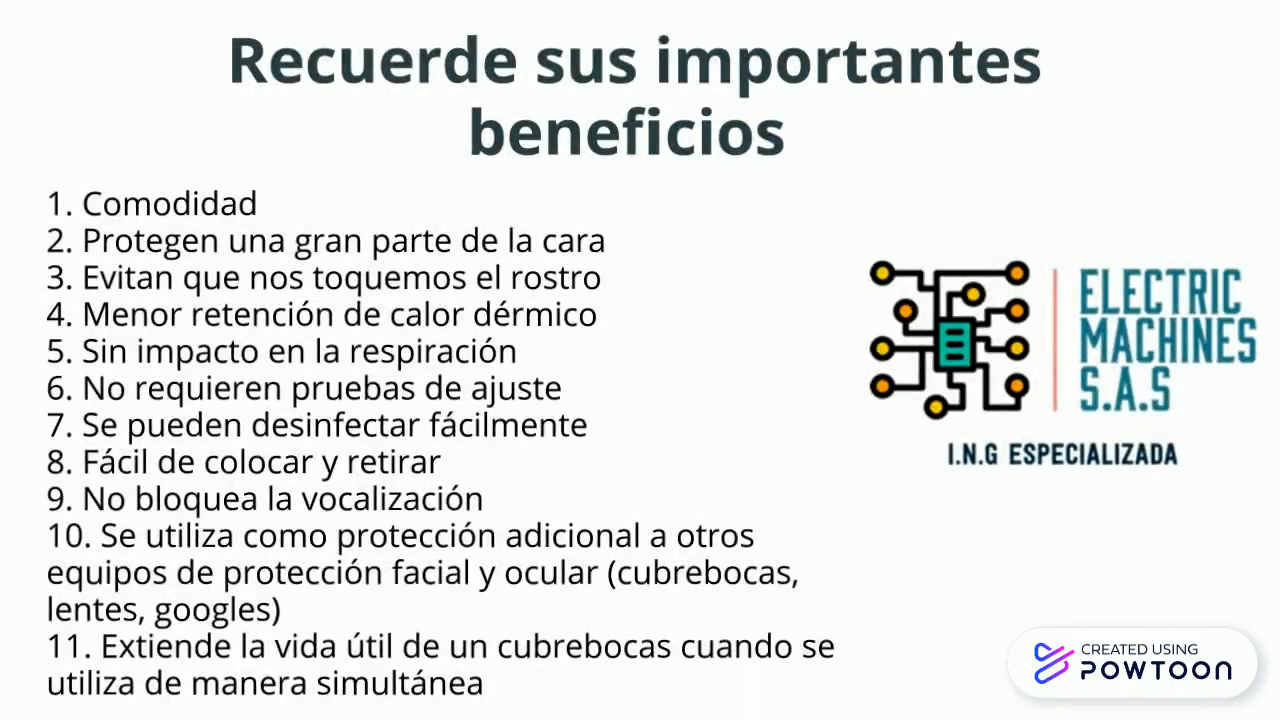 Recuerde sus importantes
beneficios
1. Comodidad
2. Protegen una gran parte de la cara
3. Evitan que nos toquemos el rostro
4. Menor retención de calor dérmico
5. Sin impacto en la respiración
6. No requieren pruebas de ajuste
7. Se pueden desinfectar fácilmente
8. Fácil de colocar y retirar
9. No bloquea la vocalización
10. Se utiliza como protección adicional a otros
equipos de protección facial y ocular (cubrebocas,
lentes, googles)
11. Extiende la vida útil de un cubrebocas cuando se
utiliza de manera simultánea
ELECTRIC
MACHINES
S.A.S
I.N.G ESPECIALIZADA
CREATED USING
POWTOON